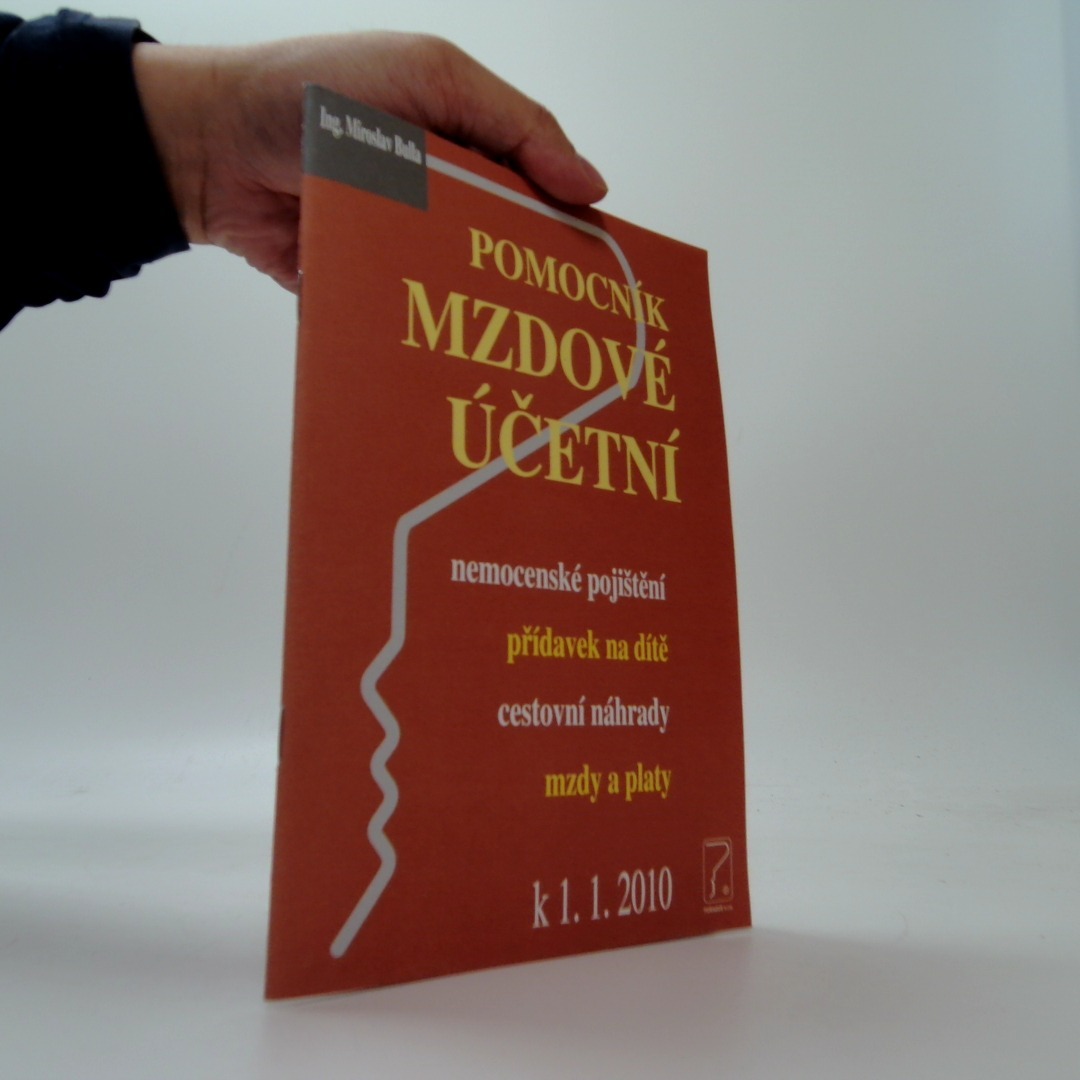 Ing. Miroslav Bulla
POMOCNÍK
MZDOVÉ
ÚČETNÍ
nemocenské pojištění
přídavek na dítě
cestovní náhrady
mzdy a platy
k 1. 1. 2010